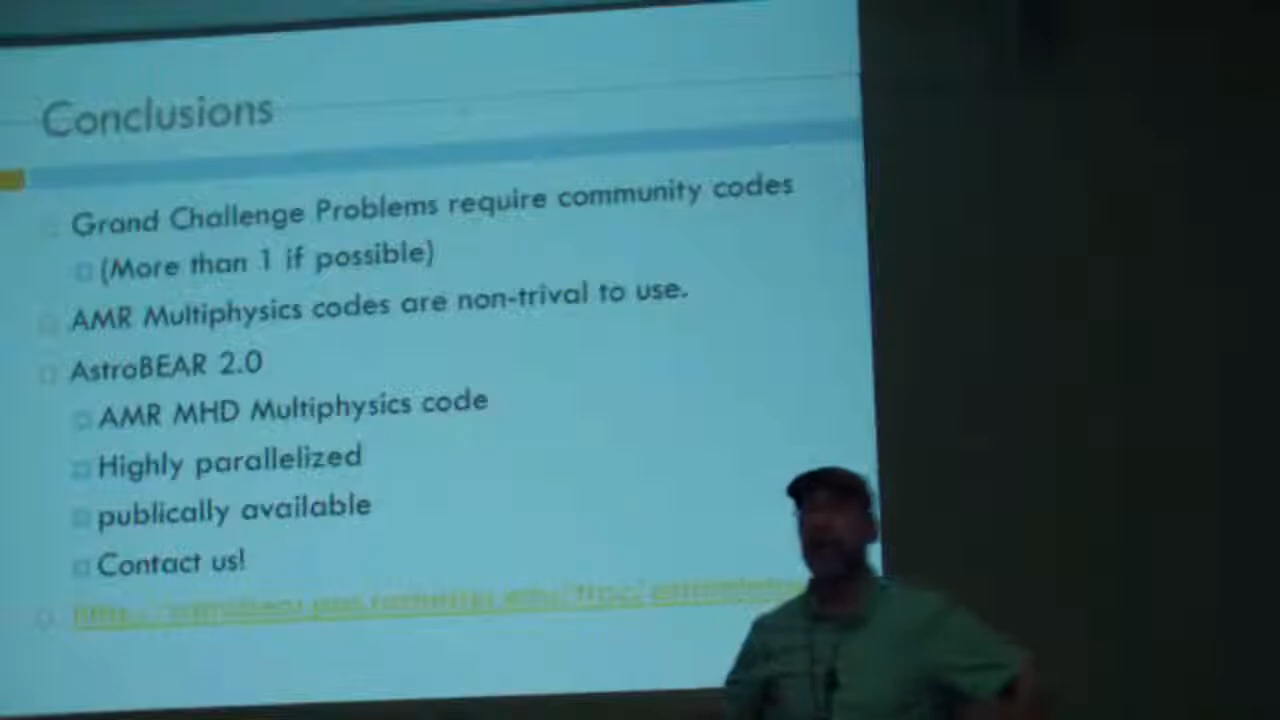 Conclusions
Grand Challenge Problems require community codes
(More than 1 if possible)
AMR Multiphysics codes are non-trival to use.
AstroBEAR 2.0
AMR MHD Multiphysics code
Highly parallelized
publically available
Contact us!